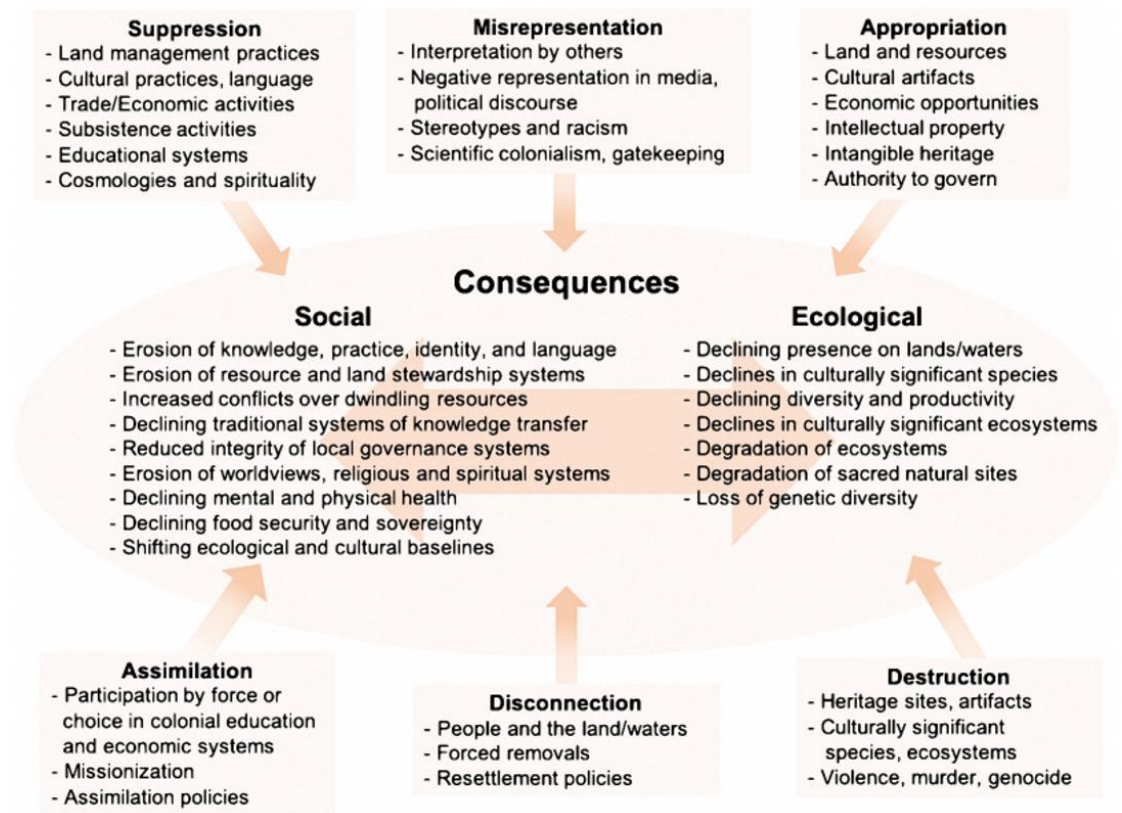 Suppression
- Land management practices
- Cultural practices, language
- Trade/Economic activities
- Subsistence activities
- Educational systems
- Cosmologies and spirituality
Misrepresentation
- Interpretation by others
- Negative representation in media,
political discourse
- Stereotypes and racism
- Scientific colonialism, gatekeeping
Appropriation
- Land and resources
- Cultural artifacts
- Economic opportunities
- Intellectual property
- Intangible heritage
- Authority to govern
Consequences
Social
- Erosion of knowledge, practice, identity, and language
- Erosion of resource and land stewardship systems
- Increased conflicts over dwindling resources
- Declining traditional systems of knowledge transfer
- Reduced integrity of local governance systems
- Erosion of worldviews, religious and spiritual systems
- Declining mental and physical health
- Declining food security and sovereignty
- Shifting ecological and cultural baselines
Ecological
- Declining presence on lands/waters
- Declines in culturally significant species
- Declining diversity and productivity
- Declines in culturally significant ecosystems
- Degradation of ecosystems
- Degradation of sacred natural sites
- Loss of genetic diversity
Assimilation
- Participation by force or
choice in colonial education
and economic systems
- Missionization
- Assimilation policies
Disconnection
- People and the land/waters
- Forced removals
- Resettlement policies
Destruction
- Heritage sites, artifacts
- Culturally significant
species, ecosystems
- Violence, murder, genocide